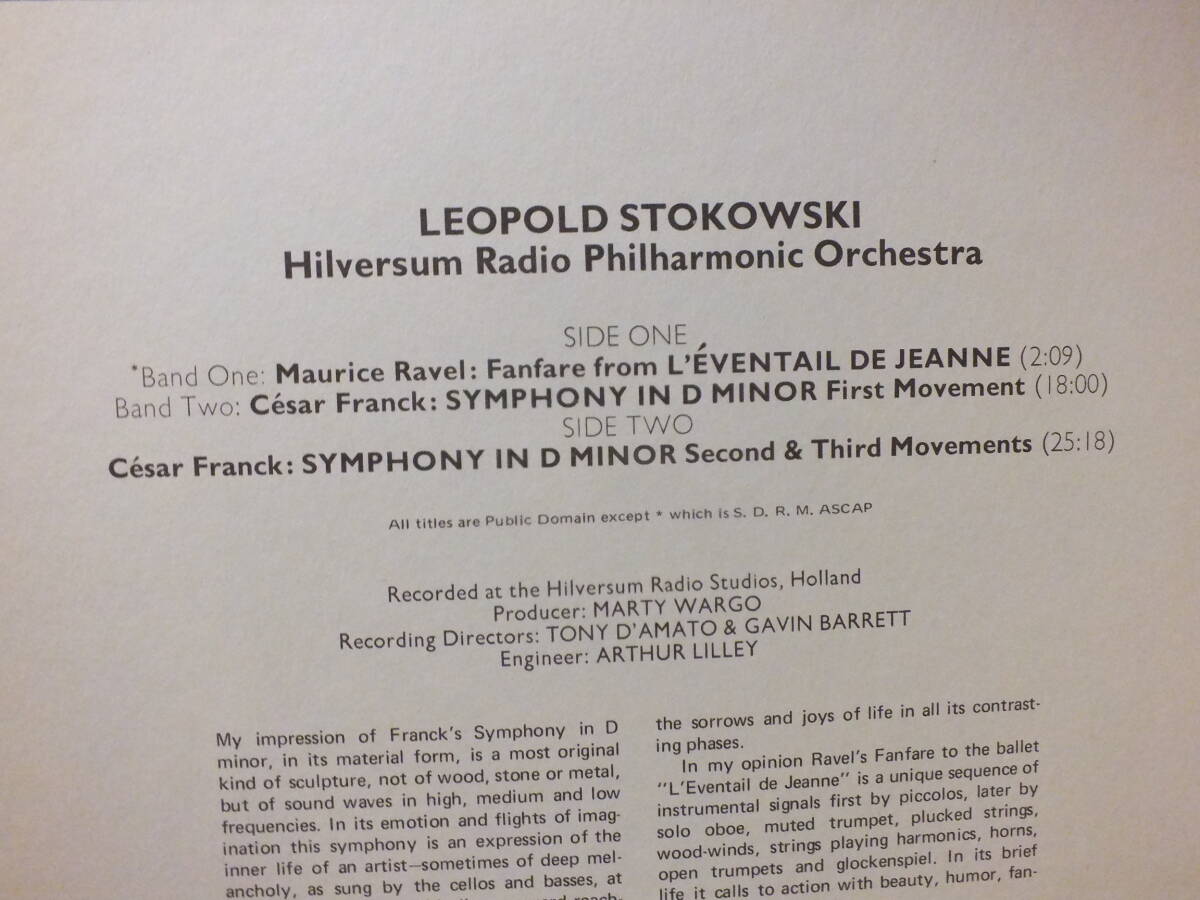 LEOPOLD STOKOWSKI
Hilversum Radio Philharmonic Orchestra
SIDE ONE
*Band One: Maurice Ravel: Fanfare from L'ÉVENTAIL DE JEANNE (2:09)
Band Two: César Franck: SYMPHONY IN D MINOR First Movement (18:00)
SIDE TWO
César Franck: SYMPHONY IN D MINOR Second & Third Movements (25:18)
All titles are Public Domain except * which is S. D. R. M. ASCAP
Recorded at the Hilversum Radio Studios, Holland
Producer: MARTY WARGO
Recording Directors: TONY D'AMATO & GAVIN BARRETT
Engineer: ARTHUR LILLEY
My impression of Franck's Symphony in D
minor, in its material form, is a most original
kind of sculpture, not of wood, stone or metal,
but of sound waves in high, medium and low
frequencies. In its emotion and flights of imag-
ination this symphony is an expression of the
inner life of an artist—sometimes of deep mel-
ancholy, as sung by the cellos and basses, at
the sorrows and joys of life in all its contrast-
ing phases.
In my opinion Ravel's Fanfare to the ballet
"L'Eventail de Jeanne" is a unique sequence of
instrumental signals first by piccolos, later by
solo oboe, muted trumpet, plucked strings,
wood-winds, strings playing harmonics, horns,
open trumpets and glockenspiel. In its brief
life it calls to action with beauty, humor, fan-